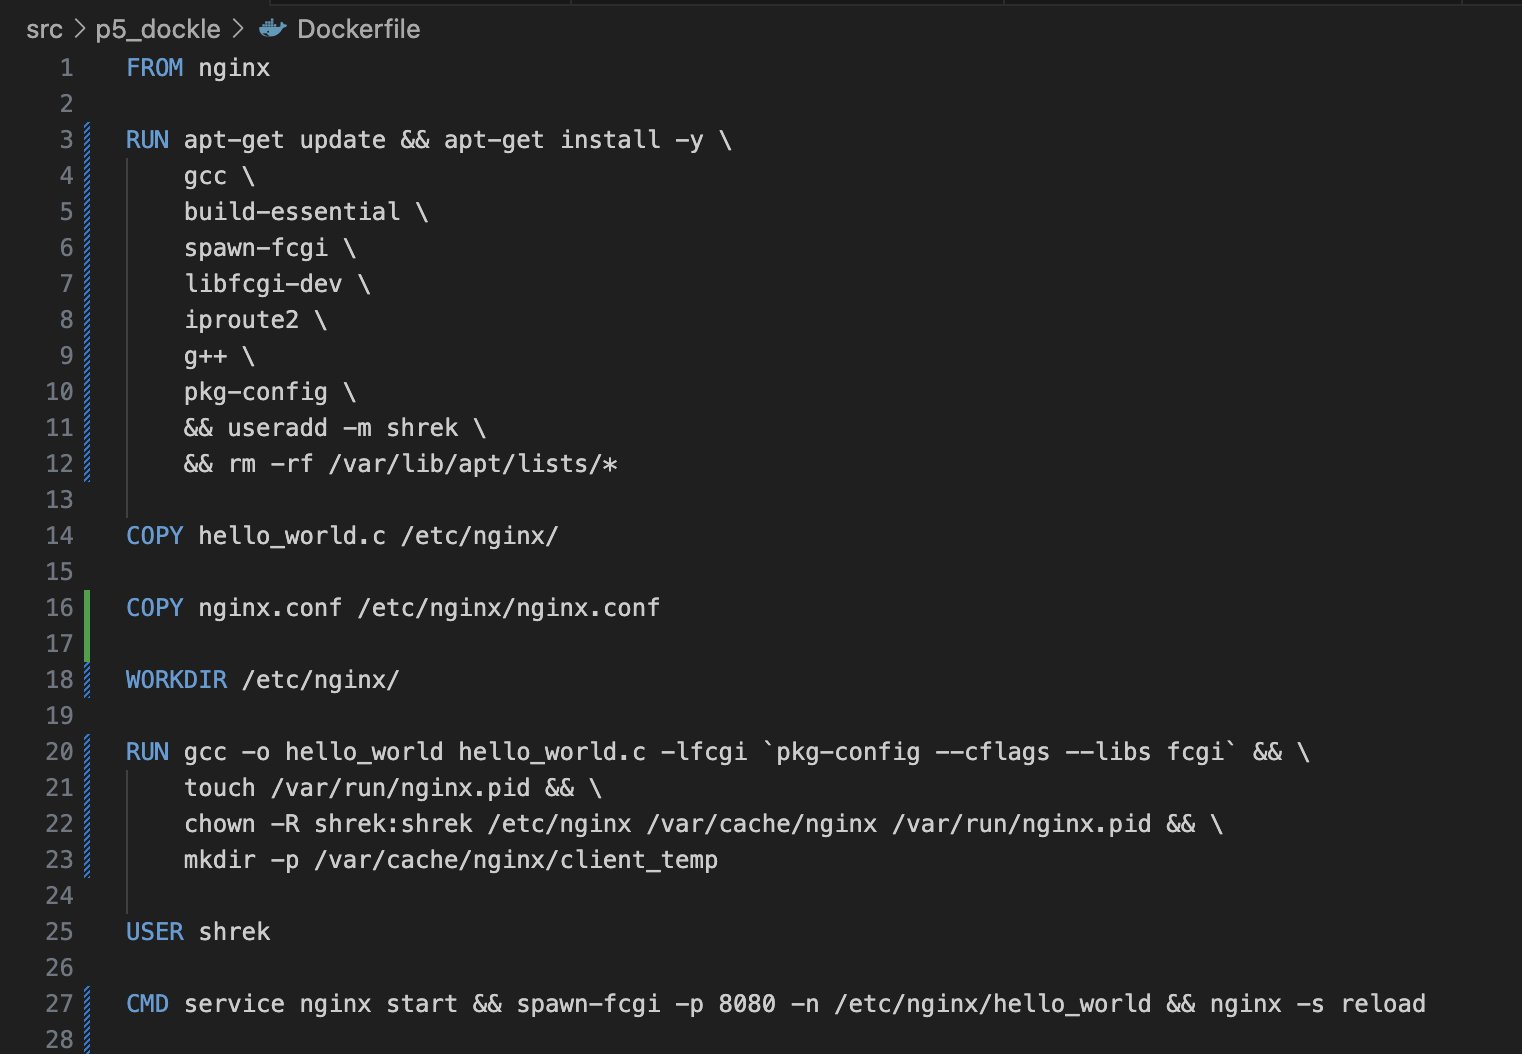 src > p5_dockle > Dockerfile
1 FROM nginx
2
3 RUN apt-get update && apt-get install -y \
4     gcc \
5     build-essential \
6     spawn-fcgi \
7     libfcgi-dev \
8     iproute2 \
9     g++ \
10     pkg-config \
11     && useradd -m shrek \
12     && rm -rf /var/lib/apt/lists/*
13
14 COPY hello_world.c /etc/nginx/
15
16 COPY nginx.conf /etc/nginx/nginx.conf
17
18 WORKDIR /etc/nginx/
19
20 RUN gcc -o hello_world hello_world.c -lfcgi `pkg-config --cflags --libs fcgi` && \
21     touch /var/run/nginx.pid && \
22     chown -R shrek:shrek /etc/nginx /var/cache/nginx /var/run/nginx.pid && \
23     mkdir -p /var/cache/nginx/client_temp
24
25 USER shrek
26
27 CMD service nginx start && spawn-fcgi -p 8080 -n /etc/nginx/hello_world && nginx -s reload
28